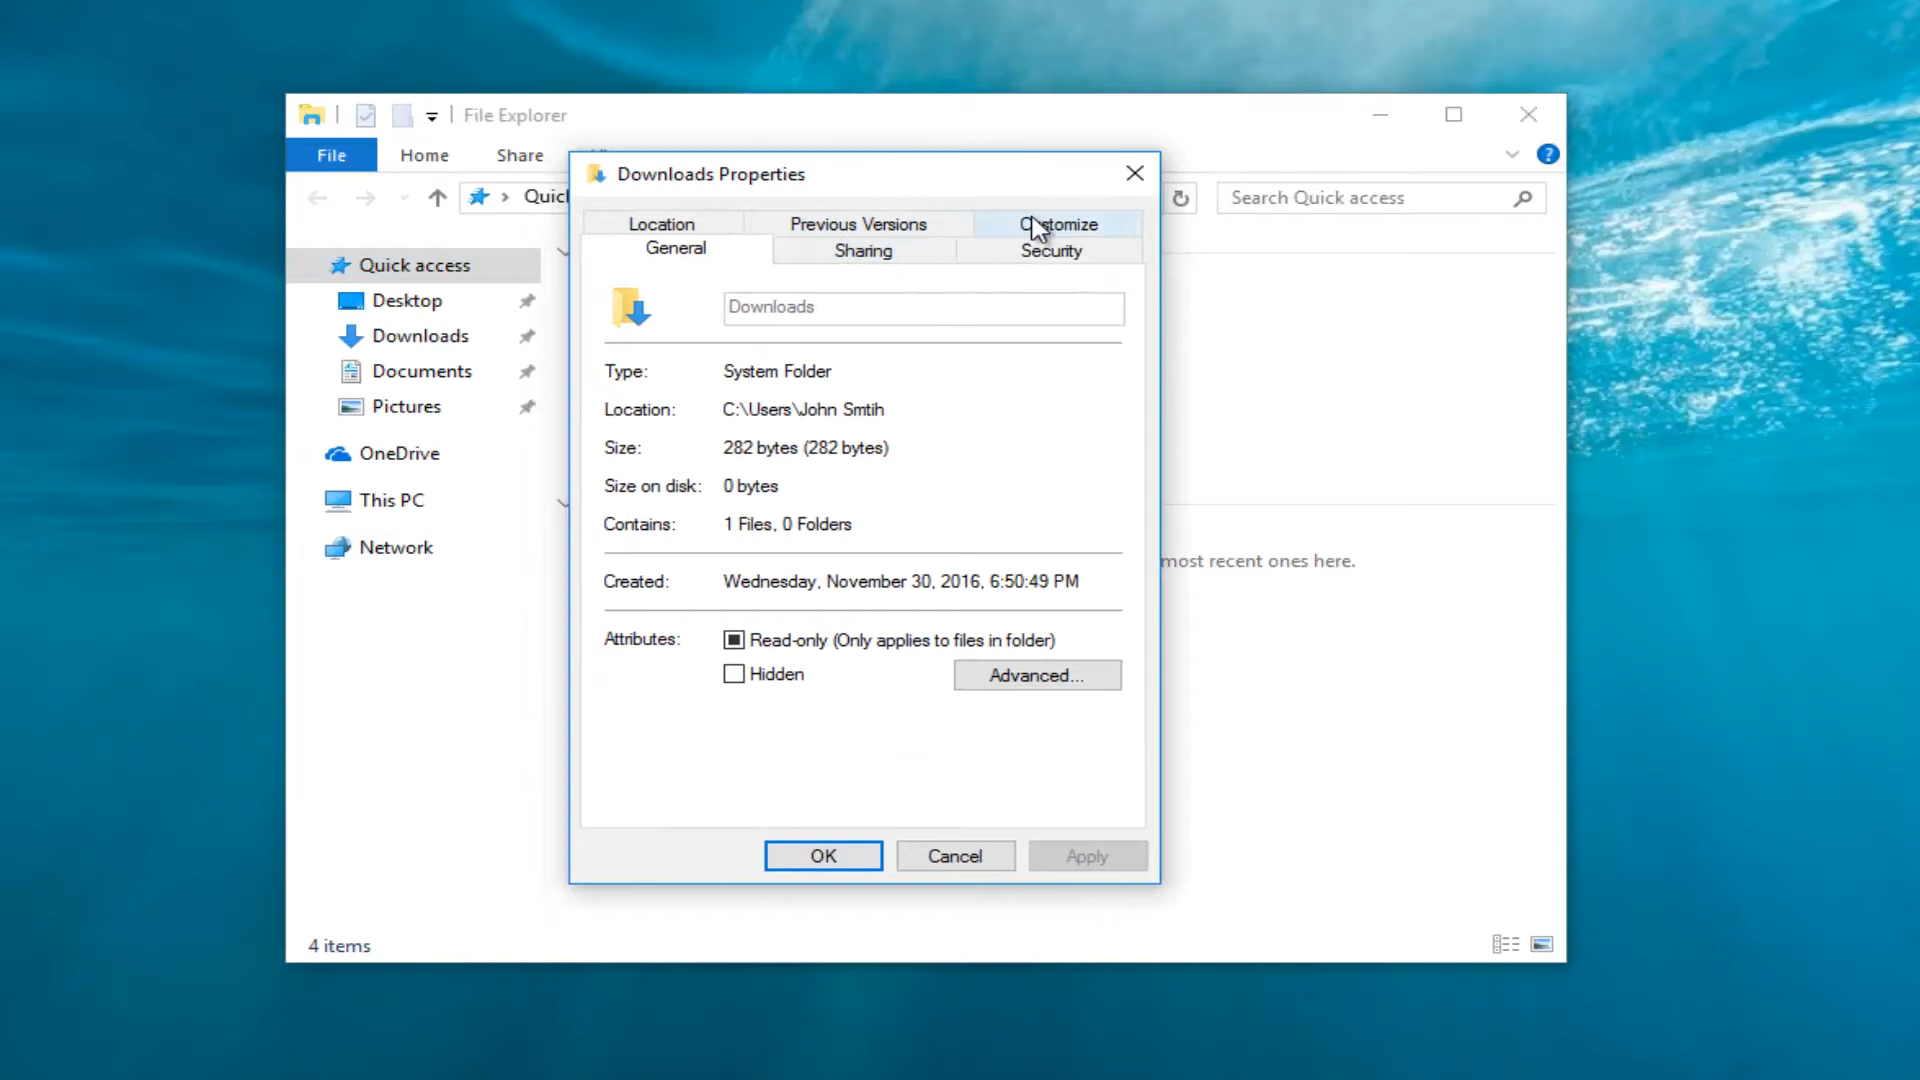 File Explorer
File Home Share
Quick
Search Quick access
Quick access
Desktop
Downloads
Documents
Pictures
OneDrive
This PC
Network
4 items
most recent ones here.
Downloads Properties
Location Previous Versions Customize
General Sharing Security
Downloads
Type: System Folder
Location: C:\Users\John Smtih
Size: 282 bytes (282 bytes)
Size on disk: 0 bytes
Contains: 1 Files, 0 Folders
Created: Wednesday, November 30, 2016, 6:50:49 PM
Attributes: Read-only (Only applies to files in folder)
Hidden Advanced...
OK Cancel Apply